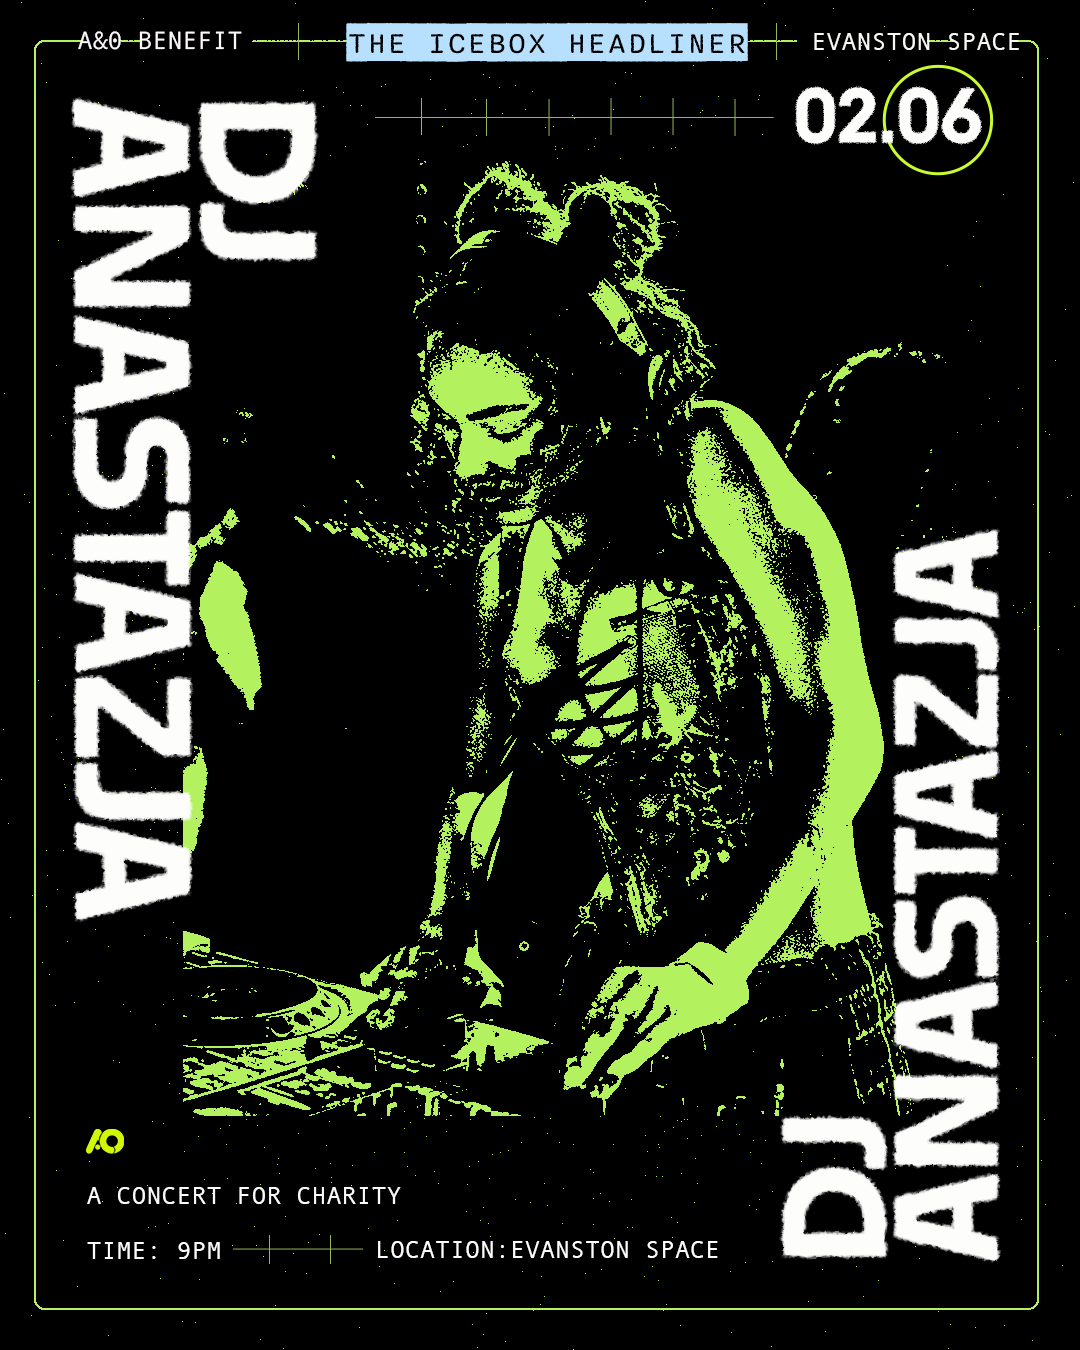 A&O BENEFIT
THE ICEBOX HEADLINER
EVANSTON SPACE
02.06
DJ
ANASTAZJA
DJ
ANASTAZJA
AO
A CONCERT FOR CHARITY
TIME: 9PM
LOCATION:EVANSTON SPACE